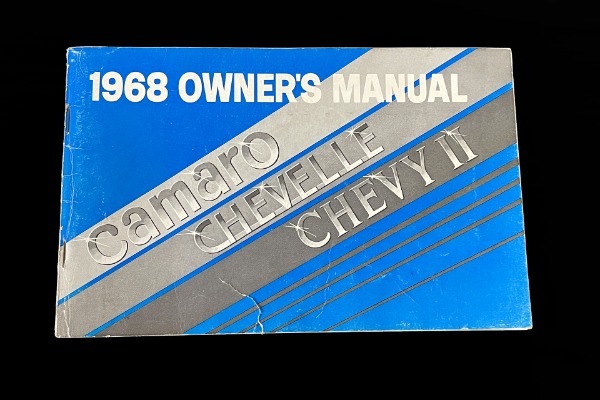 1968 OWNER'S MANUAL
camaro
CHEVELLE
CHEVY II